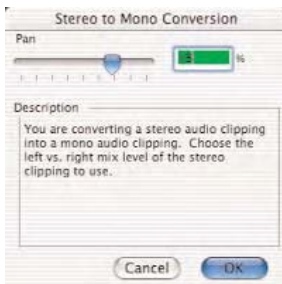 Stereo to Mono Conversion
Pan
%
Description
You are converting a stereo audio clipping
into a mono audio clipping. Choose the
left vs. right mix level of the stereo
clipping to use.
Cancel
OK